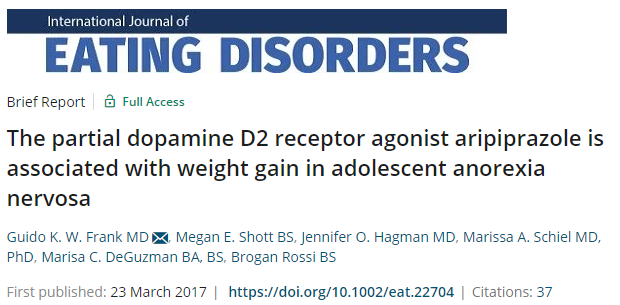 International Journal of
EATING DISORDERS
Brief Report | Full Access
The partial dopamine D2 receptor agonist aripiprazole is
associated with weight gain in adolescent anorexia
nervosa
Guido K. W. Frank MD, Megan E. Shott BS, Jennifer O. Hagman MD, Marissa A. Schiel MD,
PhD, Marisa C. DeGuzman BA, BS, Brogan Rossi BS
First published: 23 March 2017 | https://doi.org/10.1002/eat.22704 | Citations: 37